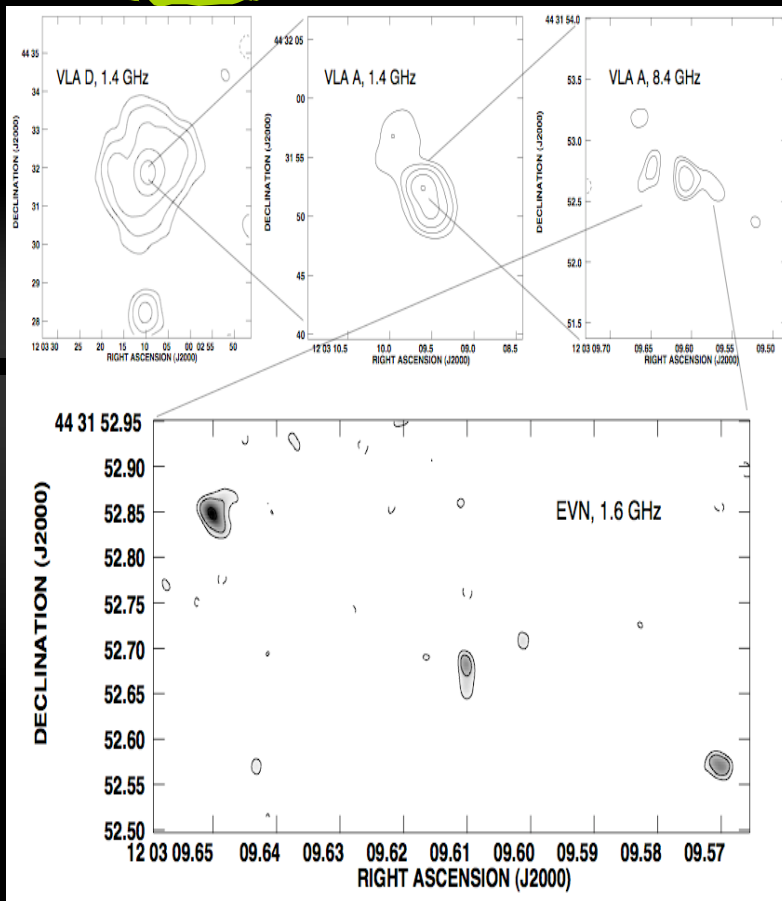 VLA D, 1.4 GHz
DECLINATION (J2000)
44 35
34
33
32
31
30
29
28
12 03 30 25 20 15 10 05 00 02 55 50
RIGHT ASCENSION (J2000)
VLA A, 1.4 GHz
DECLINATION (J2000)
44 32 05
00
31 55
50
45
40
12 03 10.5 10.0 09.5 09.0 08.5
RIGHT ASCENSION (J2000)
VLA A, 8.4 GHz
DECLINATION (J2000)
44 31 54.0
53.5
53.0
52.5
52.0
51.5
12 03 09.70 09.65 09.60 09.55 09.50
RIGHT ASCENSION (J2000)
EVN, 1.6 GHz
DECLINATION (J2000)
44 31 52.95
52.90
52.85
52.80
52.75
52.70
52.65
52.60
52.55
52.50
12 03 09.65 09.64 09.63 09.62 09.61 09.60 09.59 09.58 09.57
RIGHT ASCENSION (J2000)